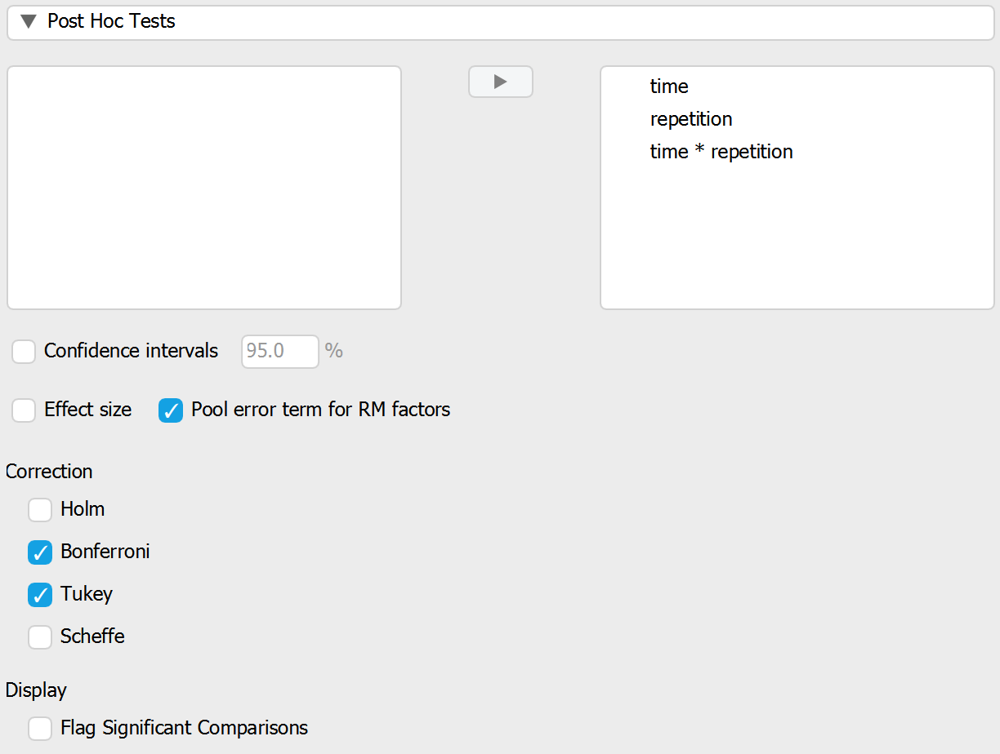 Post Hoc Tests
time
repetition
time * repetition
Confidence intervals 95.0 %
Effect size Pool error term for RM factors
Correction
Holm
Bonferroni
Tukey
Scheffe
Display
Flag Significant Comparisons